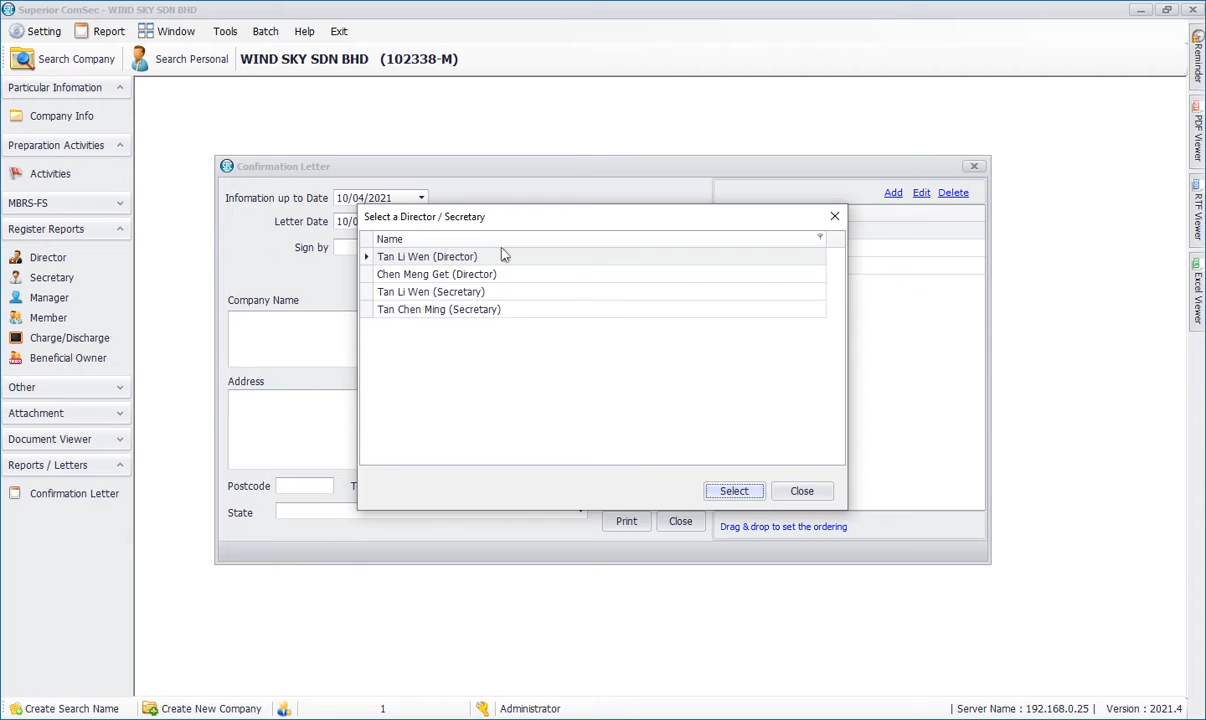 Superior ComSec - WIND SKY SDN BHD
Setting Report Window Tools Batch Help Exit
Search Company Search Personal WIND SKY SDN BHD (102338-M)
Particular Infomation
Company Info
Preparation Activities
Activities
MBRS-FS
Register Reports
Director
Secretary
Manager
Member
Charge/Discharge
Beneficial Owner
Other
Attachment
Document Viewer
Reports / Letters
Confirmation Letter
Confirmation Letter
Infomation up to Date 10/04/2021
Letter Date 10/0
Sign by
Company Name
Address
Postcode T
State
Add Edit Delete
Select a Director / Secretary
Name
Tan Li Wen (Director)
Chen Meng Get (Director)
Tan Li Wen (Secretary)
Tan Chen Ming (Secretary)
Select Close
Print Close
Drag & drop to set the ordering
Reminder
PDF Viewer
RTF Viewer
Excel Viewer
Create Search Name Create New Company 1 Administrator | Server Name : 192.168.0.25 | Version : 2021.4